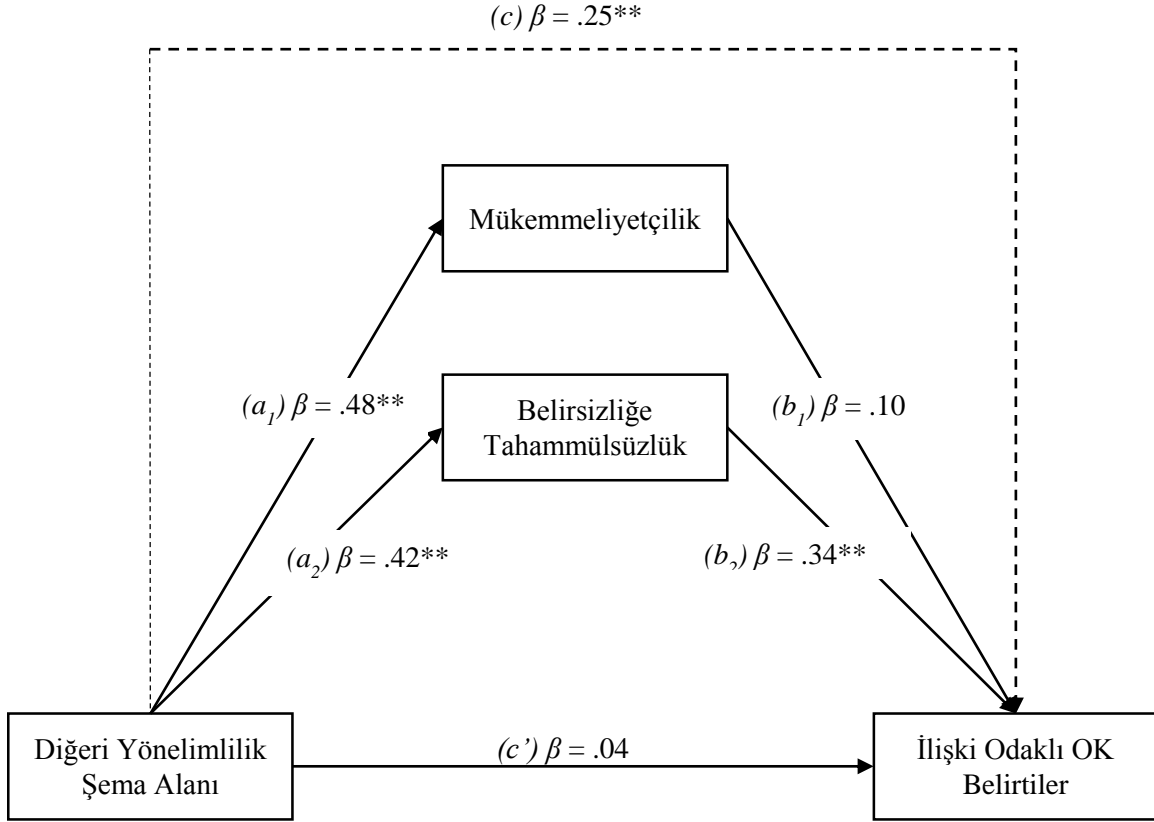 (c) β = .25**
Mükemmeliyetçilik
(a1) β = .48**
Belirsizliğe
Tahammülsüzlük
(b1) β = .10
(a2) β = .42**
(b2) β = .34**
Diğeri Yönelimlilik
Şema Alanı
(c’) β = .04
İlişki Odaklı OK
Belirtiler